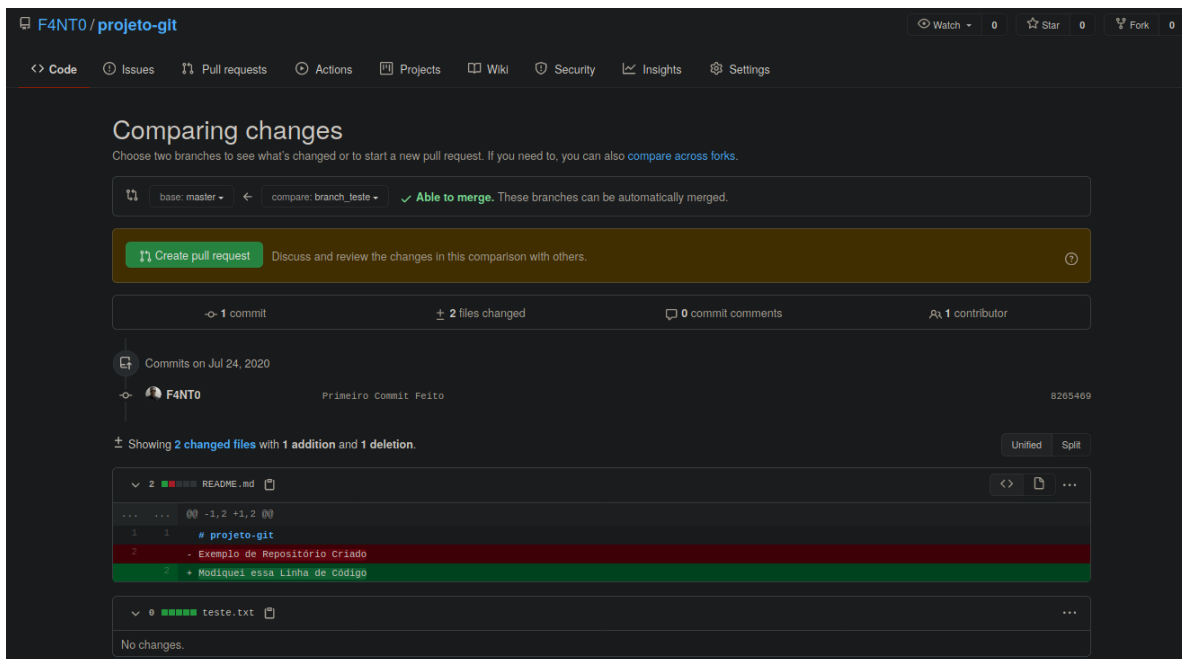 F4NT0 / projeto-git
Watch 0 Star 0 Fork 0
<> Code Issues Pull requests Actions Projects Wiki Security Insights Settings
Comparing changes
Choose two branches to see what's changed or to start a new pull request. If you need to, you can also compare across forks.
base: master ← compare: branch_teste ✓ Able to merge. These branches can be automatically merged.
Create pull request Discuss and review the changes in this comparison with others.
1 commit 2 files changed 0 commit comments 1 contributor
Commits on Jul 24, 2020
F4NT0 Primeiro Commit Feito 8265469
Showing 2 changed files with 1 addition and 1 deletion. Unified Split
2 README.md <> ...
... ... @@ -1,2 +1,2 @@
1 1 # projeto-git
2 - Exemplo de Repositório Criado
2 + Modiquei essa Linha de Código
0 teste.txt ...
No changes.